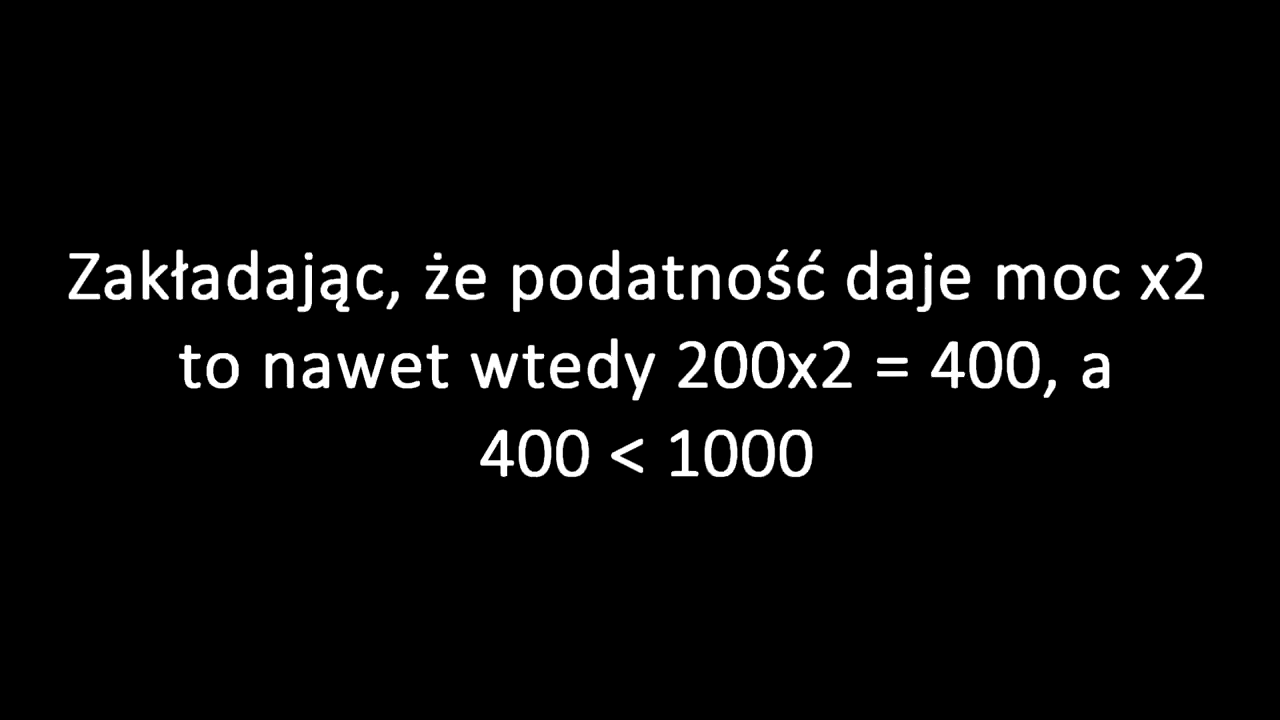 Zakładając, że podatność daje moc x2
to nawet wtedy 200x2 = 400, a
400 < 1000